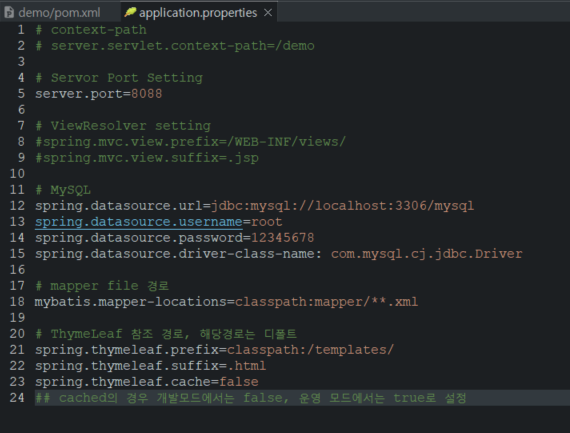 demo/pom.xml application.properties
1 # context-path
2 # server.servlet.context-path=/demo
3
4 # Servor Port Setting
5 server.port=8088
6
7 # ViewResolver setting
8 #spring.mvc.view.prefix=/WEB-INF/views/
9 #spring.mvc.view.suffix=.jsp
10
11 # MySQL
12 spring.datasource.url=jdbc:mysql://localhost:3306/mysql
13 spring.datasource.username=root
14 spring.datasource.password=12345678
15 spring.datasource.driver-class-name: com.mysql.cj.jdbc.Driver
16
17 # mapper file 경로
18 mybatis.mapper-locations=classpath:mapper/**.xml
19
20 # ThymeLeaf 참조 경로, 해당경로는 디폴트
21 spring.thymeleaf.prefix=classpath:/templates/
22 spring.thymeleaf.suffix=.html
23 spring.thymeleaf.cache=false
24 ## cached의 경우 개발모드에서는 false, 운영 모드에서는 true로 설정